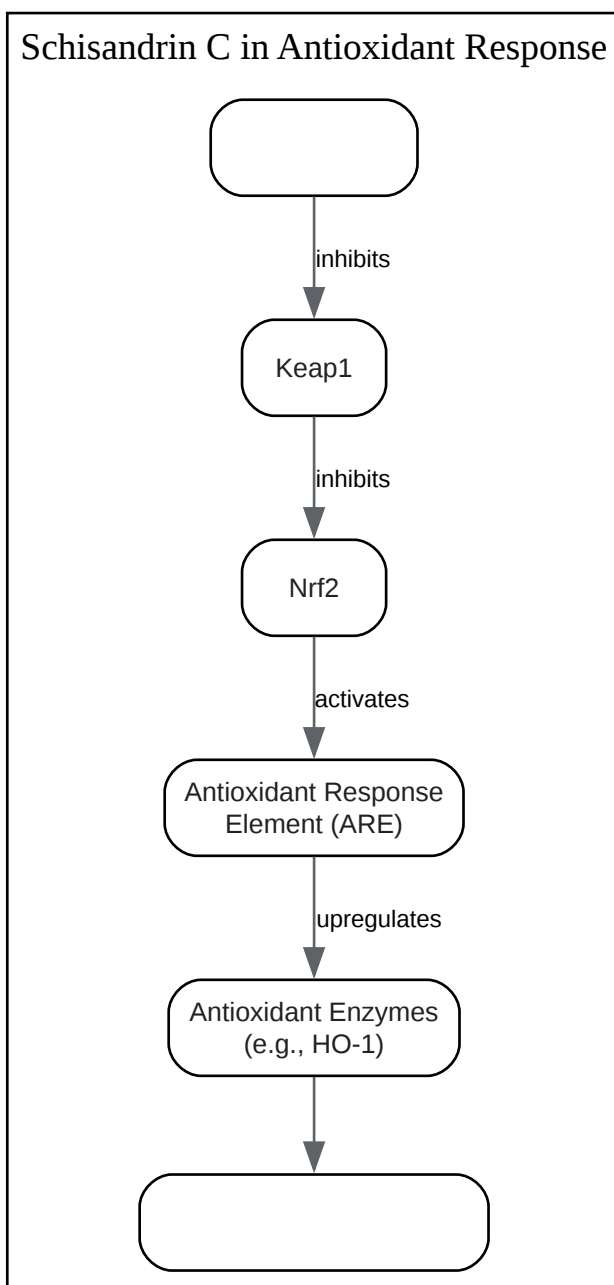 Schisandrin C in Antioxidant Response
inhibits
Keap1
inhibits
Nrf2
activates
Antioxidant Response
Element (ARE)
upregulates
Antioxidant Enzymes
(e.g., HO-1)